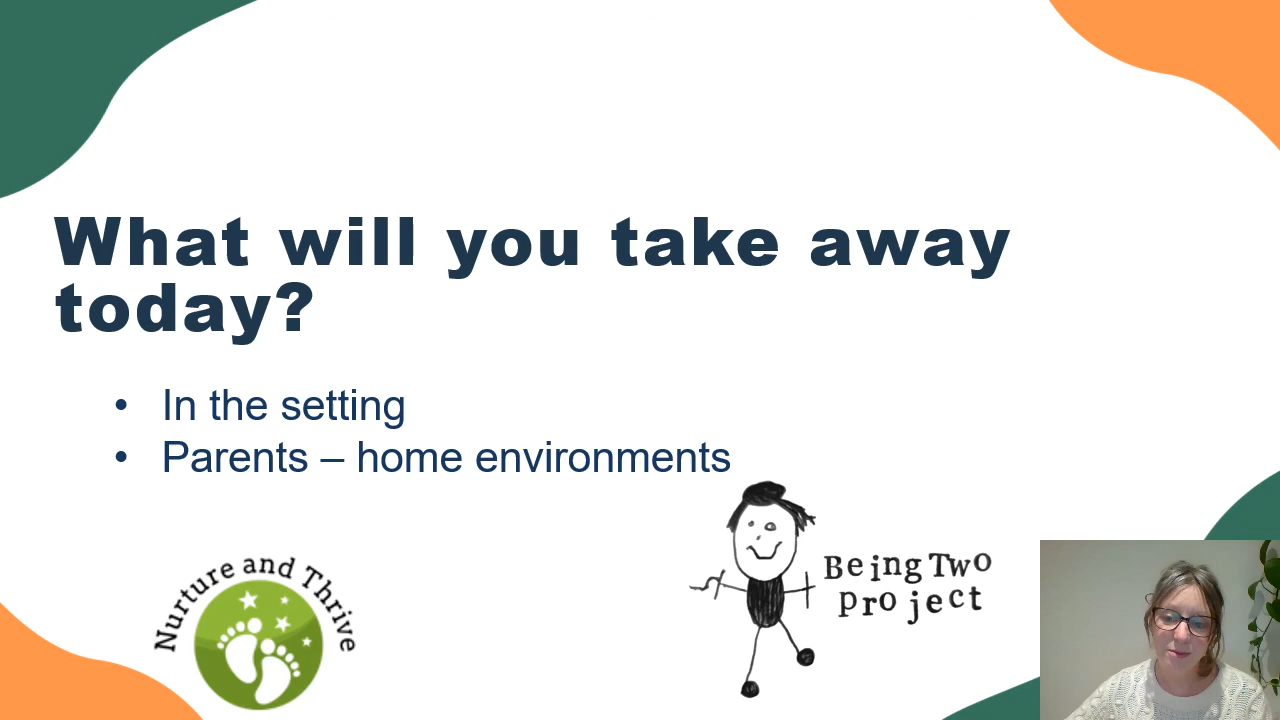 What will you take away
today?
• In the setting
• Parents – home environments
Nurture and Thrive
Being Two
project